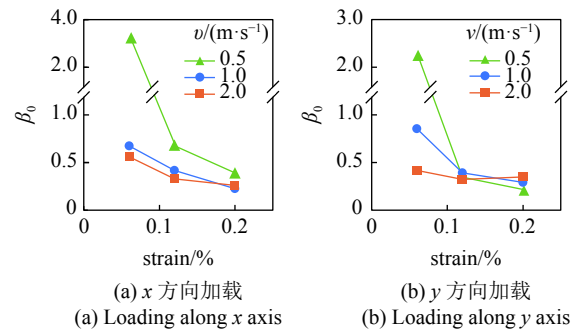 3.0
2.0
1.0
0.5
0
β₀
0 0.1 0.2
strain/%
υ/(m·s⁻¹)
0.5
1.0
2.0
(a) x 方向加载
(a) Loading along x axis
3.0
2.0
1.0
0.5
0
β₀
0 0.1 0.2
strain/%
ν/(m·s⁻¹)
0.5
1.0
2.0
(b) y 方向加载
(b) Loading along y axis